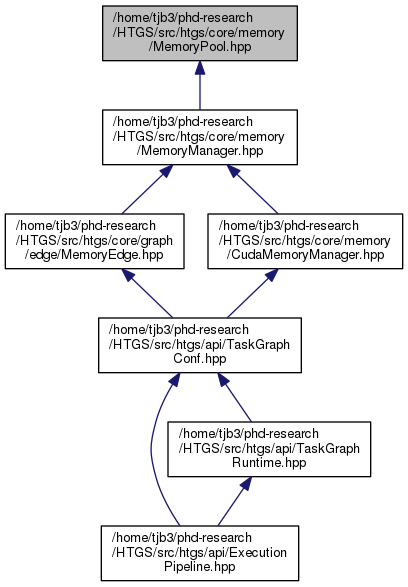 /home/tjb3/phd-research
/HTGS/src/htgs/core/memory
/MemoryPool.hpp
/home/tjb3/phd-research
/HTGS/src/htgs/core/memory
/MemoryManager.hpp
/home/tjb3/phd-research
/HTGS/src/htgs/core/graph
/edge/MemoryEdge.hpp
/home/tjb3/phd-research
/HTGS/src/htgs/core/memory
/CudaMemoryManager.hpp
/home/tjb3/phd-research
/HTGS/src/htgs/api/TaskGraph
Conf.hpp
/home/tjb3/phd-research
/HTGS/src/htgs/api/TaskGraph
Runtime.hpp
/home/tjb3/phd-research
/HTGS/src/htgs/api/Execution
Pipeline.hpp